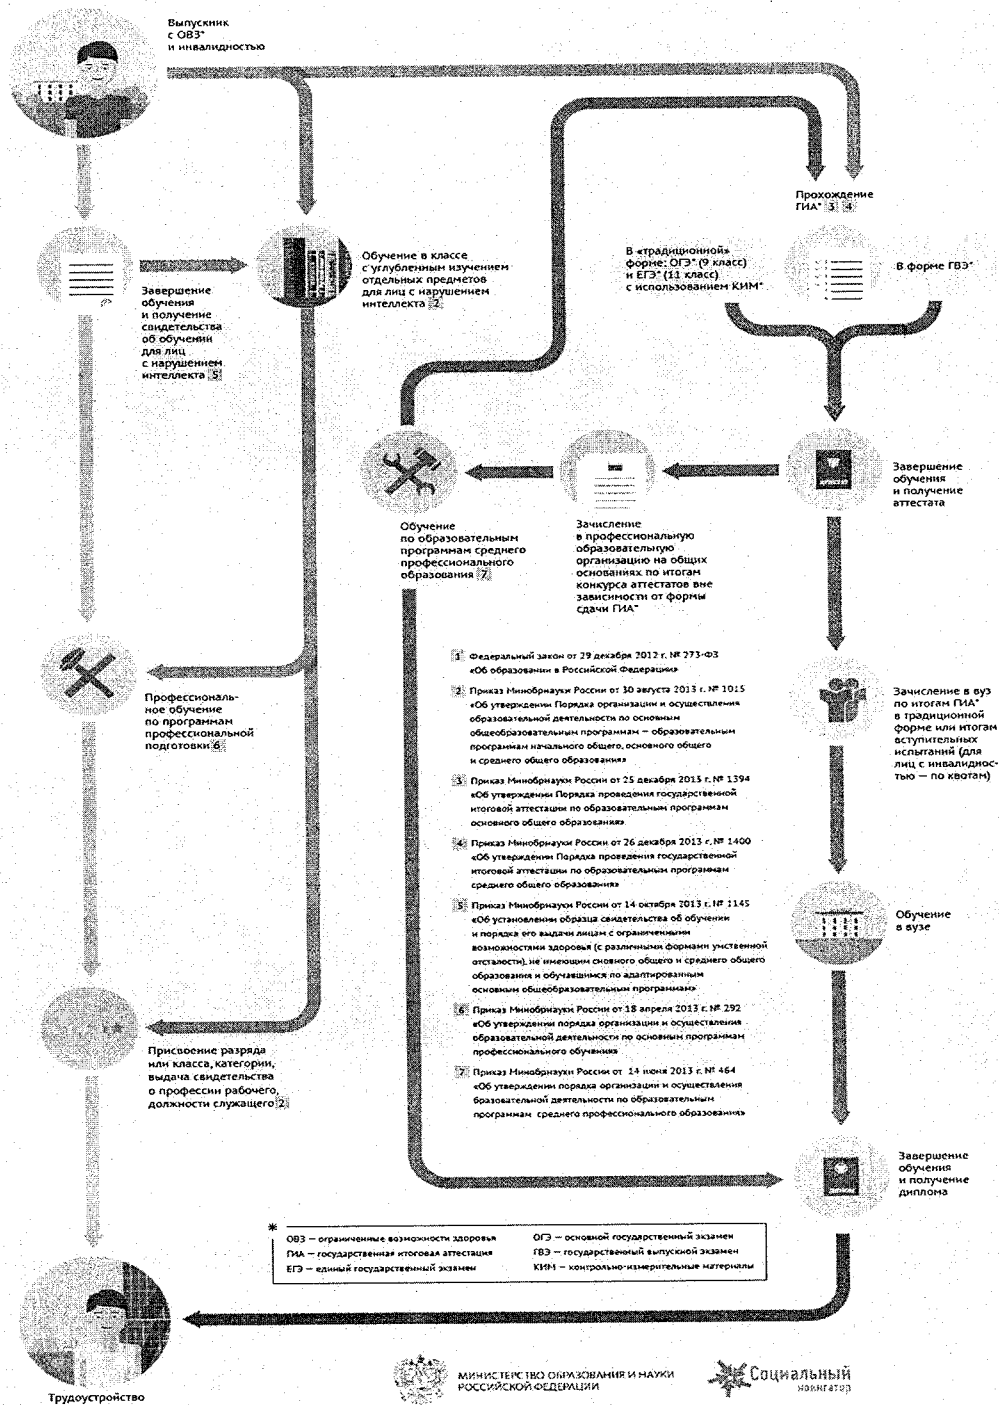 Выпускник
с ОВЗ*
и инвалидностью
Прохождение
ГИА* 3 4
В «традиционной»
форме: ОГЭ* (9 класс)
и ЕГЭ* (11 класс)
с использованием КИМ*
В форме ГВЭ*
Обучение в классе
с углубленным изучением
отдельных предметов
для лиц с нарушением
интеллекта 2
Завершение
обучения
и получение
свидетельства
об обучении
для лиц
с нарушением
интеллекта 5
Завершение
обучения
и получение
аттестата
Обучение
по образовательным
программам среднего
профессионального
образования 7
Зачисление
в профессиональную
образовательную
организацию на общих
основаниях по итогам
конкурса аттестатов вне
зависимости от формы
сдачи ГИА*
Профессиональ-
ное обучение
по программам
профессиональной
подготовки 6
Зачисление в вуз
по итогам ГИА*
в традиционной
форме или итогам
вступительных
испытаний (для
лиц с инвалиднос-
тью — по квотам)
1 Федеральный закон от 29 декабря 2012 г. № 273-ФЗ
«Об образовании в Российской Федерации»
2 Приказ Минобрнауки России от 30 августа 2013 г. № 1015
«Об утверждении Порядка организации и осуществления
образовательной деятельности по основным
общеобразовательным программам — образовательным
программам начального общего, основного общего
и среднего общего образования»
3 Приказ Минобрнауки России от 25 декабря 2013 г. № 1394
«Об утверждении Порядка проведения государственной
итоговой аттестации по образовательным программам
основного общего образования»
4 Приказ Минобрнауки России от 26 декабря 2013 г. № 1400
«Об утверждении Порядка проведения государственной
итоговой аттестации по образовательным программам
среднего общего образования»
5 Приказ Минобрнауки России от 14 октября 2013 г. № 1145
«Об установлении образца свидетельства об обучении
и порядка его выдачи лицам с ограниченными
возможностями здоровья (с различными формами умственной
отсталости), не имеющим сновного общего и среднего общего
образования и обучавшимся по адаптированным
основным общеобразовательным программам»
6 Приказ Минобрнауки России от 18 апреля 2013 г. № 292
«Об утверждении порядка организации и осуществления
образовательной деятельности по основным программам
профессионального обучения»
7 Приказ Минобрнауки России от 14 июня 2013 г. № 464
«Об утверждении порядка организации и осуществления
бразовательной деятельности по образовательным
программам среднего профессионального образования»
Обучение
в вузе
Присвоение разряда
или класса, категории,
выдача свидетельства
о профессии рабочего,
должности служащего 2
Завершение
обучения
и получение
диплома
*
ОВЗ — ограниченные возможности здоровья
ГИА — государственная итоговая аттестация
ЕГЭ — единый государственный экзамен
ОГЭ — основной государственный экзамен
ГВЭ — государственный выпускной экзамен
КИМ — контрольно-измерительные материалы
Трудоустройство
МИНИСТЕРСТВО ОБРАЗОВАНИЯ И НАУКИ
РОССИЙСКОЙ ФЕДЕРАЦИИ
Социальный
навигатор